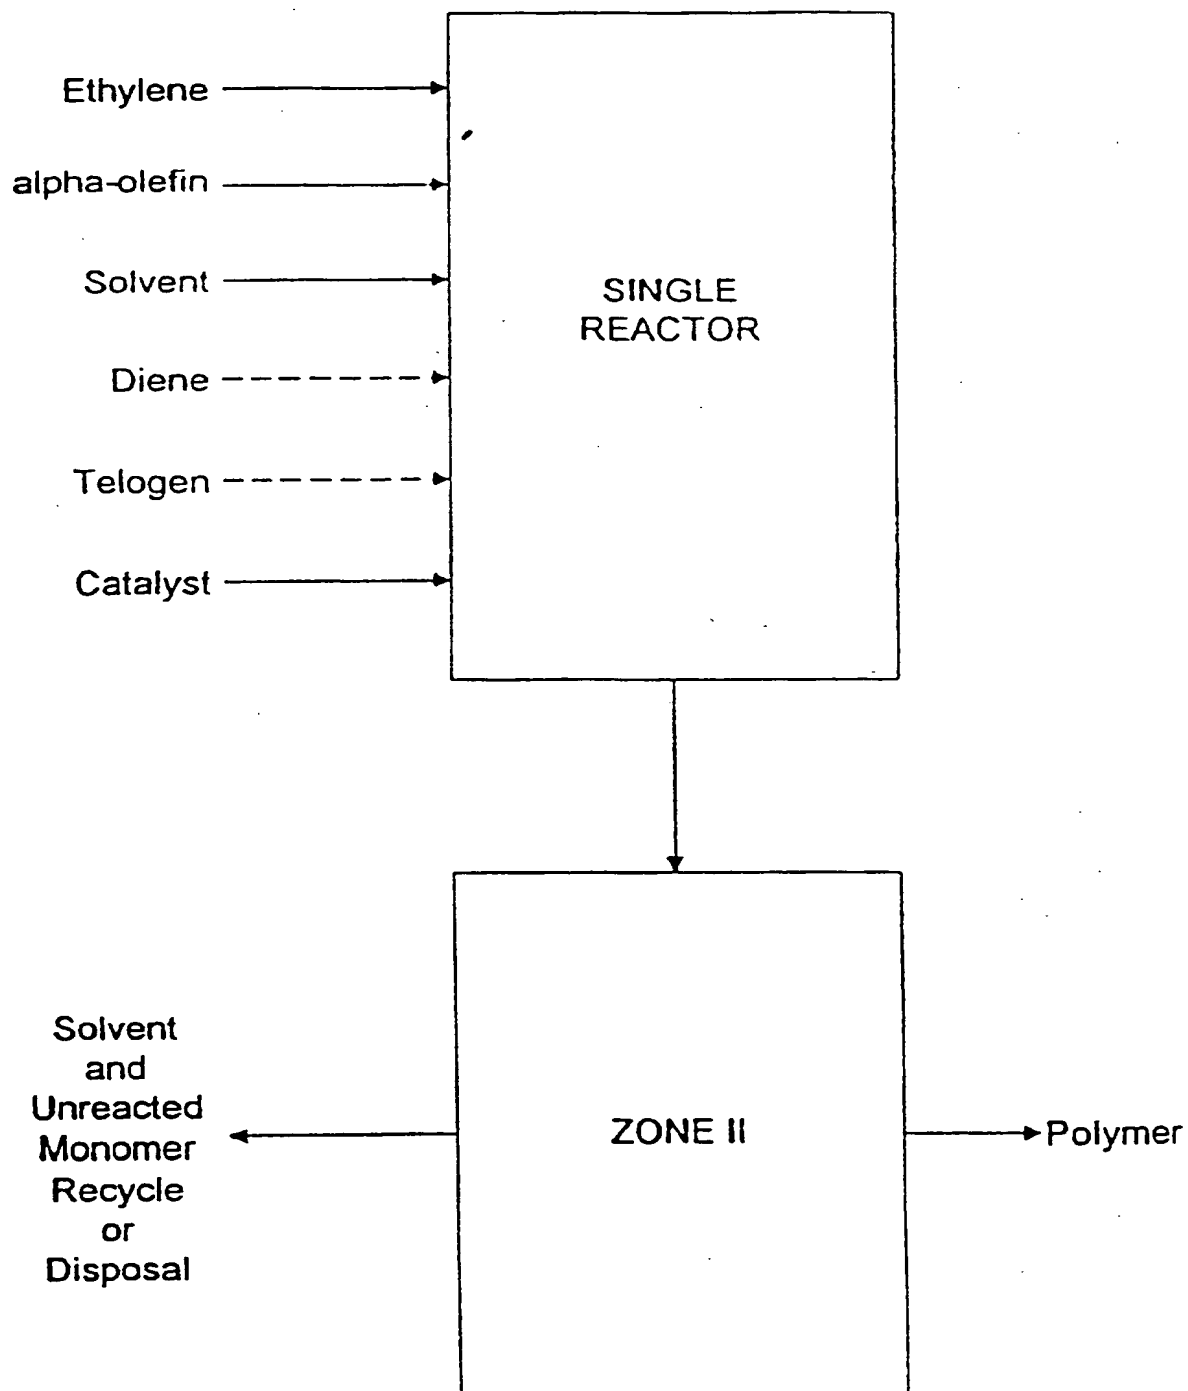 Ethylene
alpha-olefin
Solvent
Diene
Telogen
Catalyst
SINGLE
REACTOR
Solvent
and
Unreacted
Monomer
Recycle
or
Disposal
ZONE II
Polymer